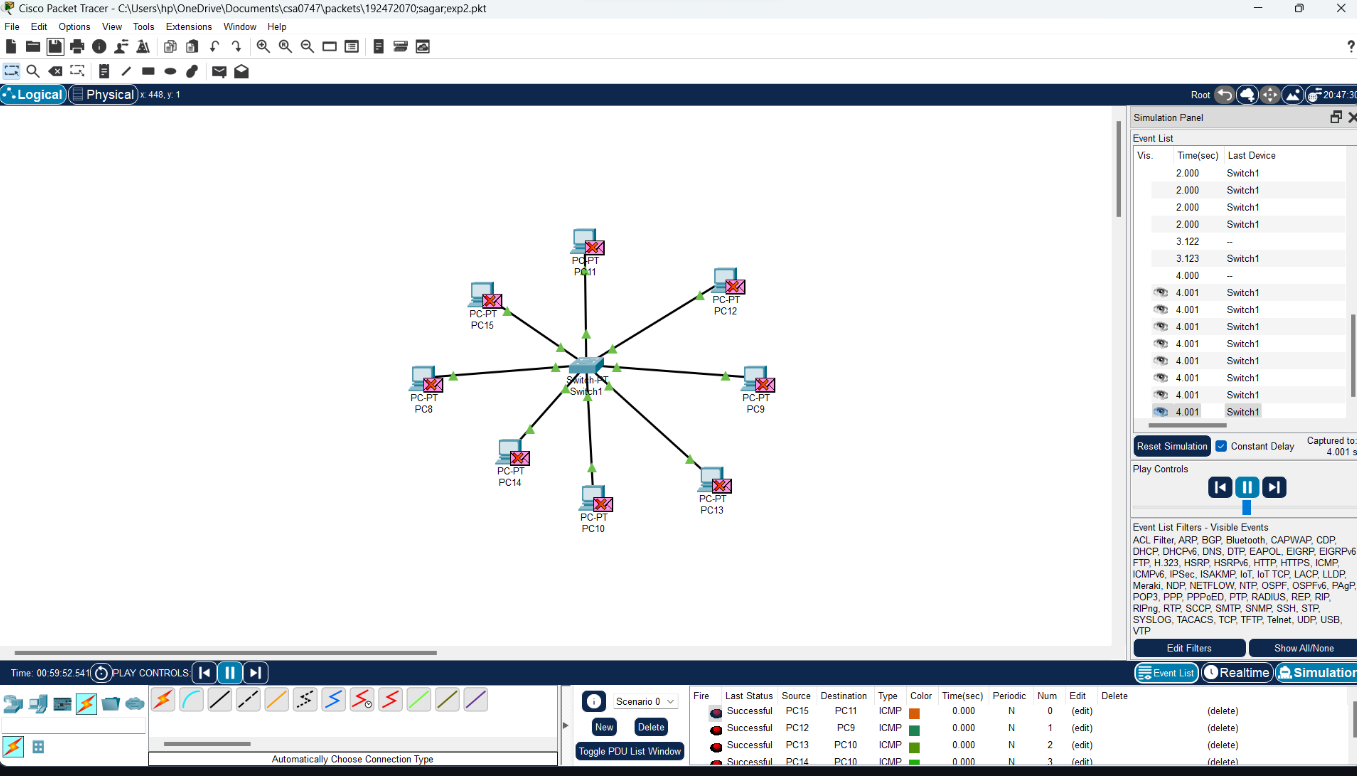 Cisco Packet Tracer - C:\Users\hp\OneDrive\Documents\csa0747\packets\192472070;sagar;exp2.pkt
File Edit Options View Tools Extensions Window Help
?
Logical Physical x: 448, y: 1 Root 20:47:30
Simulation Panel
Event List
Vis. Time(sec) Last Device
2.000 Switch1
2.000 Switch1
2.000 Switch1
2.000 Switch1
3.122 --
3.123 Switch1
4.000 --
4.001 Switch1
4.001 Switch1
4.001 Switch1
4.001 Switch1
4.001 Switch1
4.001 Switch1
4.001 Switch1
4.001 Switch1
Reset Simulation Constant Delay Captured to:
4.001 s
Play Controls
Event List Filters - Visible Events
ACL Filter, ARP, BGP, Bluetooth, CAPWAP, CDP,
DHCP, DHCPv6, DNS, DTP, EAPOL, EIGRP, EIGRPv6
FTP, H.323, HSRP, HSRPv6, HTTP, HTTPS, ICMP,
ICMPv6, IPSec, ISAKMP, IoT, IoT TCP, LACP, LLDP,
Meraki, NDP, NETFLOW, NTP, OSPF, OSPFv6, PAgP,
POP3, PPP, PPPoED, PTP, RADIUS, REP, RIP,
RIPng, RTP, SCCP, SMTP, SNMP, SSH, STP,
SYSLOG, TACACS, TCP, TFTP, Telnet, UDP, USB,
VTP
Edit Filters Show All/None
PC-PT
PC11
PC-PT
PC12
PC-PT
PC15
Switch-PT
Switch1
PC-PT
PC8
PC-PT
PC9
PC-PT
PC14
PC-PT
PC13
PC-PT
PC10
Time: 00:59:52.541 PLAY CONTROLS: Event List Realtime Simulation
Scenario 0
New Delete
Toggle PDU List Window
Automatically Choose Connection Type
Fire Last Status Source Destination Type Color Time(sec) Periodic Num Edit Delete
Successful PC15 PC11 ICMP 0.000 N 0 (edit) (delete)
Successful PC12 PC9 ICMP 0.000 N 1 (edit) (delete)
Successful PC13 PC10 ICMP 0.000 N 2 (edit) (delete)
Successful PC14 PC10 ICMP 0.000 N 3 (edit) (delete)